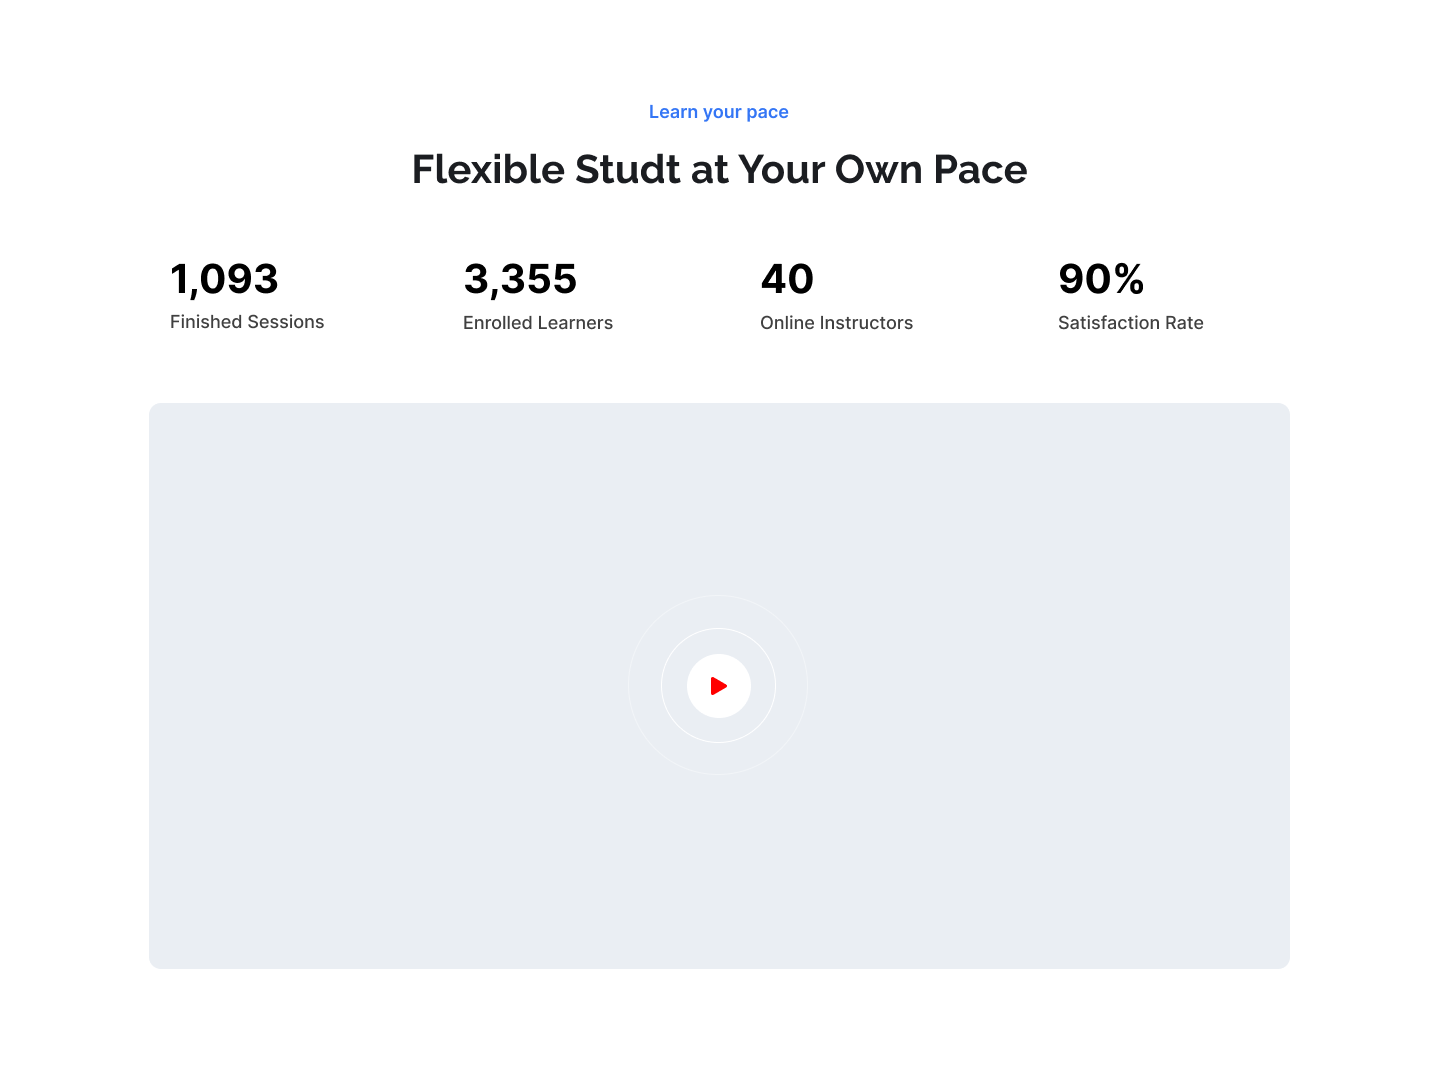 Learn your pace
Flexible Studt at Your Own Pace
1,093
Finished Sessions
3,355
Enrolled Learners
40
Online Instructors
90%
Satisfaction Rate